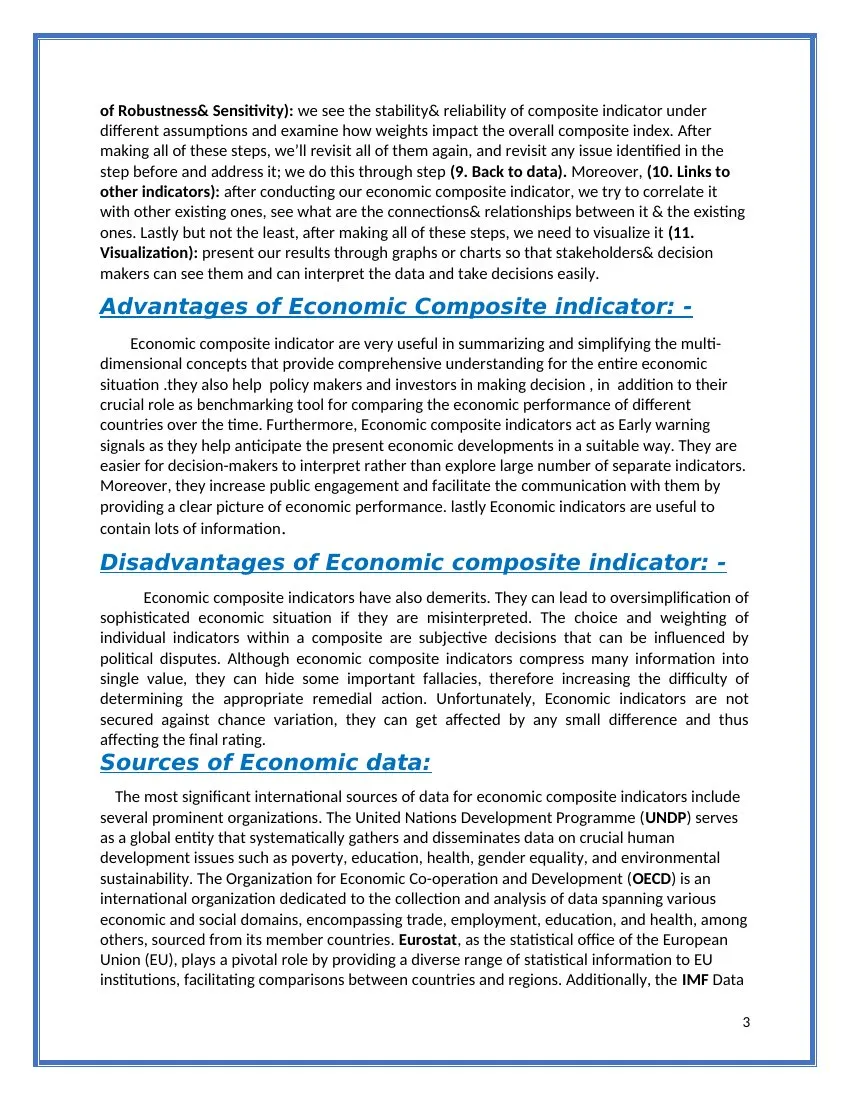 of Robustness& Sensitivity): we see the stability& reliability of composite indicator under
different assumptions and examine how weights impact the overall composite index. After
making all of these steps, we’ll revisit all of them again, and revisit any issue identified in the
step before and address it; we do this through step (9. Back to data). Moreover, (10. Links to
other indicators): after conducting our economic composite indicator, we try to correlate it
with other existing ones, see what are the connections& relationships between it & the existing
ones. Lastly but not the least, after making all of these steps, we need to visualize it (11.
Visualization): present our results through graphs or charts so that stakeholders& decision
makers can see them and can interpret the data and take decisions easily.
Advantages of Economic Composite indicator: -
Economic composite indicator are very useful in summarizing and simplifying the multi-
dimensional concepts that provide comprehensive understanding for the entire economic
situation .they also help  policy makers and investors in making decision , in  addition to their
crucial role as benchmarking tool for comparing the economic performance of different
countries over the time. Furthermore, Economic composite indicators act as Early warning
signals as they help anticipate the present economic developments in a suitable way. They are
easier for decision-makers to interpret rather than explore large number of separate indicators.
Moreover, they increase public engagement and facilitate the communication with them by
providing a clear picture of economic performance. lastly Economic indicators are useful to
contain lots of information.
Disadvantages of Economic composite indicator: -
Economic composite indicators have also demerits. They can lead to oversimplification of
sophisticated economic situation if they are misinterpreted. The choice and weighting of
individual indicators within a composite are subjective decisions that can be influenced by
political disputes. Although economic composite indicators compress many information into
single value, they can hide some important fallacies, therefore increasing the difficulty of
determining the appropriate remedial action. Unfortunately, Economic indicators are not
secured against chance variation, they can get affected by any small difference and thus
affecting the final rating.
Sources of Economic data:
The most significant international sources of data for economic composite indicators include
several prominent organizations. The United Nations Development Programme (UNDP) serves
as a global entity that systematically gathers and disseminates data on crucial human
development issues such as poverty, education, health, gender equality, and environmental
sustainability. The Organization for Economic Co-operation and Development (OECD) is an
international organization dedicated to the collection and analysis of data spanning various
economic and social domains, encompassing trade, employment, education, and health, among
others, sourced from its member countries. Eurostat, as the statistical office of the European
Union (EU), plays a pivotal role by providing a diverse range of statistical information to EU
institutions, facilitating comparisons between countries and regions. Additionally, the IMF Data
3